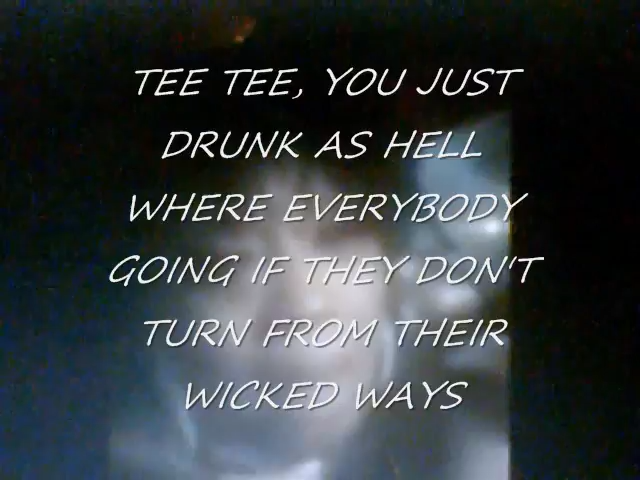 TEE TEE, YOU JUST
DRUNK AS HELL
WHERE EVERYBODY
GOING IF THEY DON'T
TURN FROM THEIR
WICKED WAYS